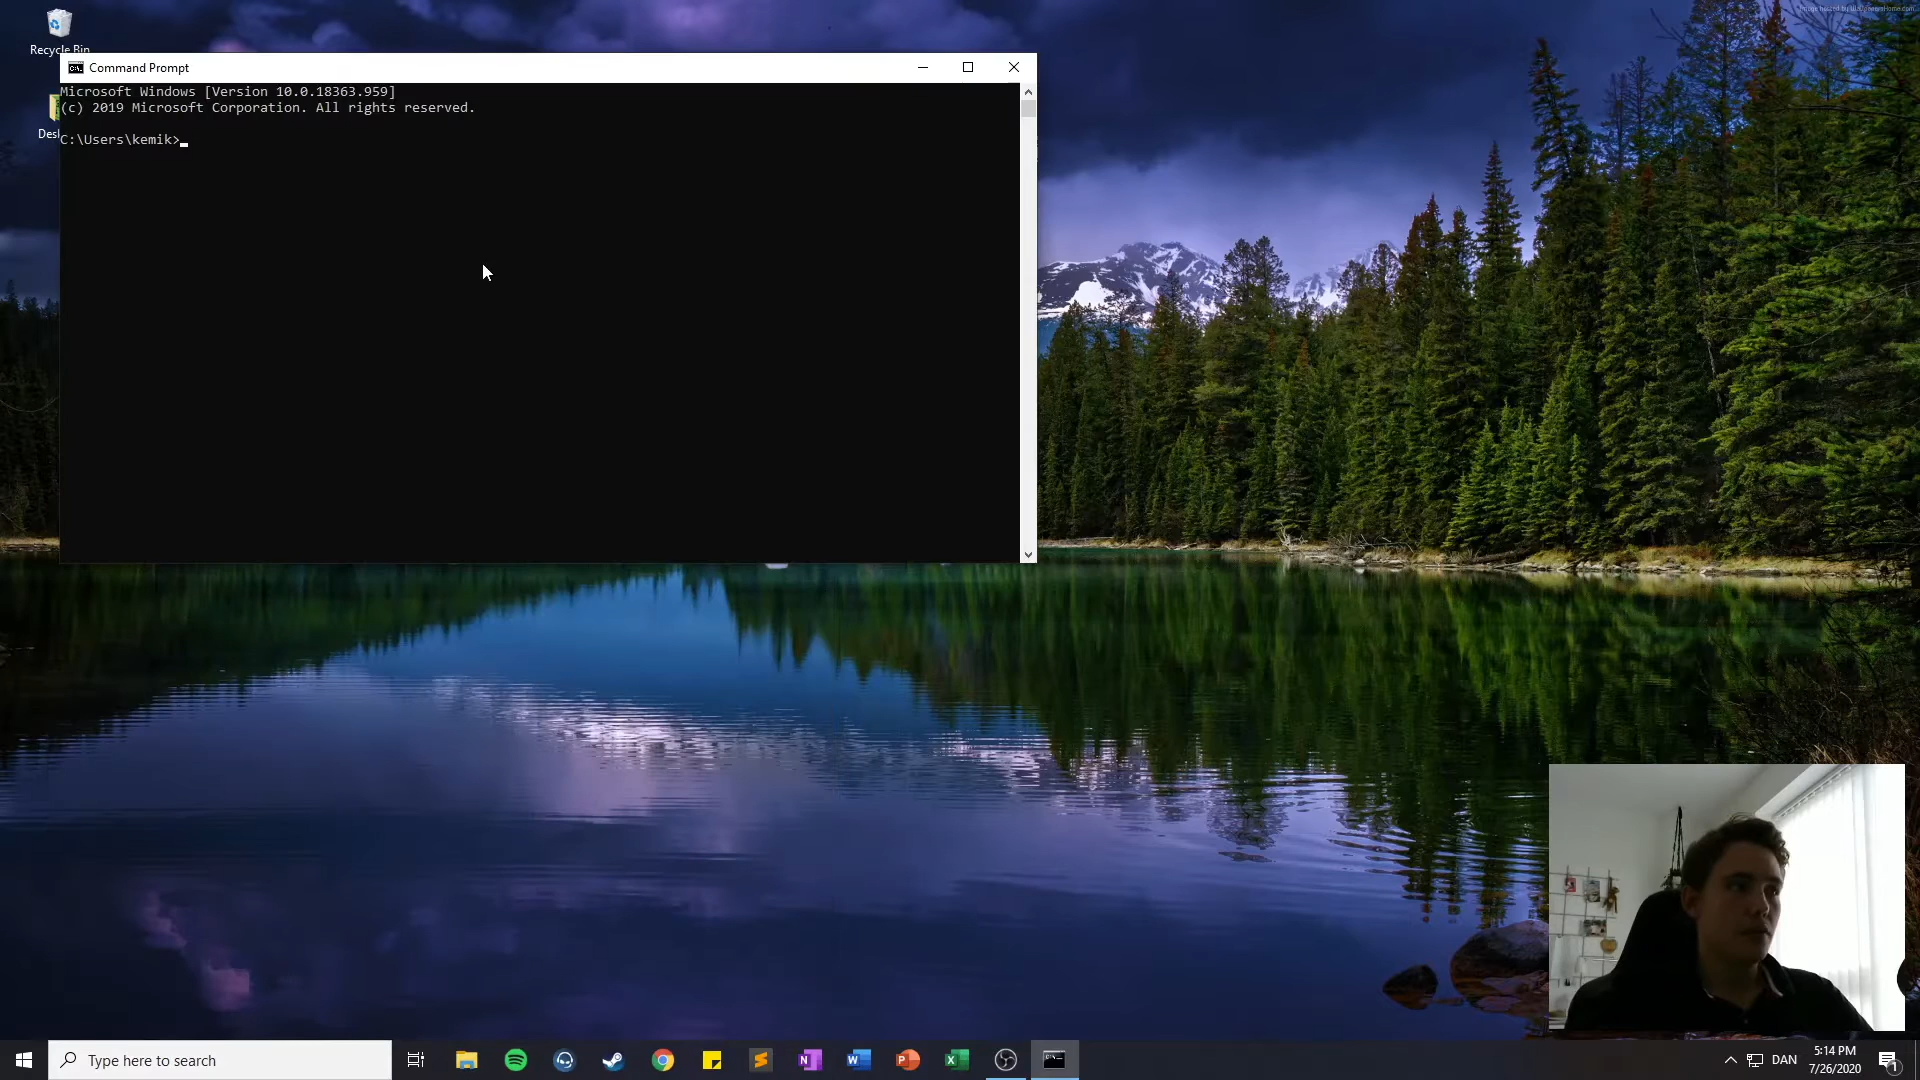 Recycle Bin
Command Prompt
Microsoft Windows [Version 10.0.18363.959]
(c) 2019 Microsoft Corporation. All rights reserved.
C:\Users\kemik>
Type here to search
DAN
5:14 PM
7/26/2020
1